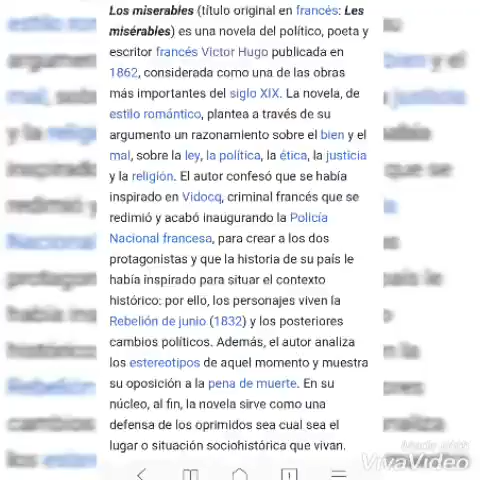 Los miserables (título original en francés: Les
misérables) es una novela del político, poeta y
escritor francés Victor Hugo publicada en
1862, considerada como una de las obras
más importantes del siglo XIX. La novela, de
estilo romántico, plantea a través de su
argumento un razonamiento sobre el bien y el
mal, sobre la ley, la política, la ética, la justicia
y la religión. El autor confesó que se había
inspirado en Vidocq, criminal francés que se
redimió y acabó inaugurando la Policía
Nacional francesa, para crear a los dos
protagonistas y que la historia de su país le
había inspirado para situar el contexto
histórico: por ello, los personajes viven la
Rebelión de junio (1832) y los posteriores
cambios políticos. Además, el autor analiza
los estereotipos de aquel momento y muestra
su oposición a la pena de muerte. En su
núcleo, al fin, la novela sirve como una
defensa de los oprimidos sea cual sea el
lugar o situación sociohistórica que vivan.
Made With
VivaVideo